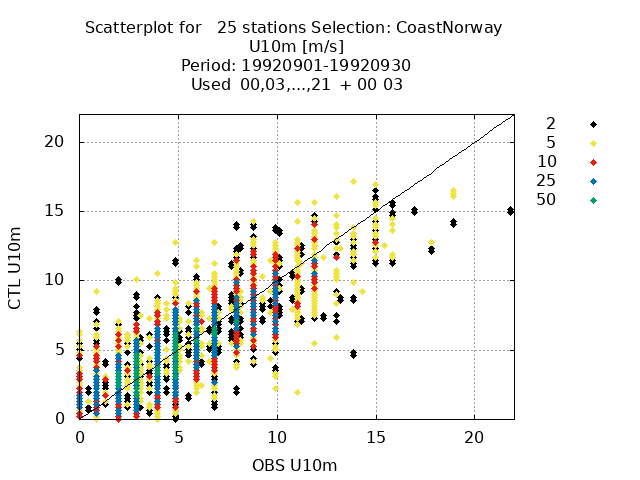 Scatterplot for   25 stations Selection: CoastNorway
U10m [m/s]
Period: 19920901-19920930
Used  00,03,...,21  + 00 03
2
5
10
25
50
20
15
10
5
0
CTL U10m
0 5 10 15 20
OBS U10m